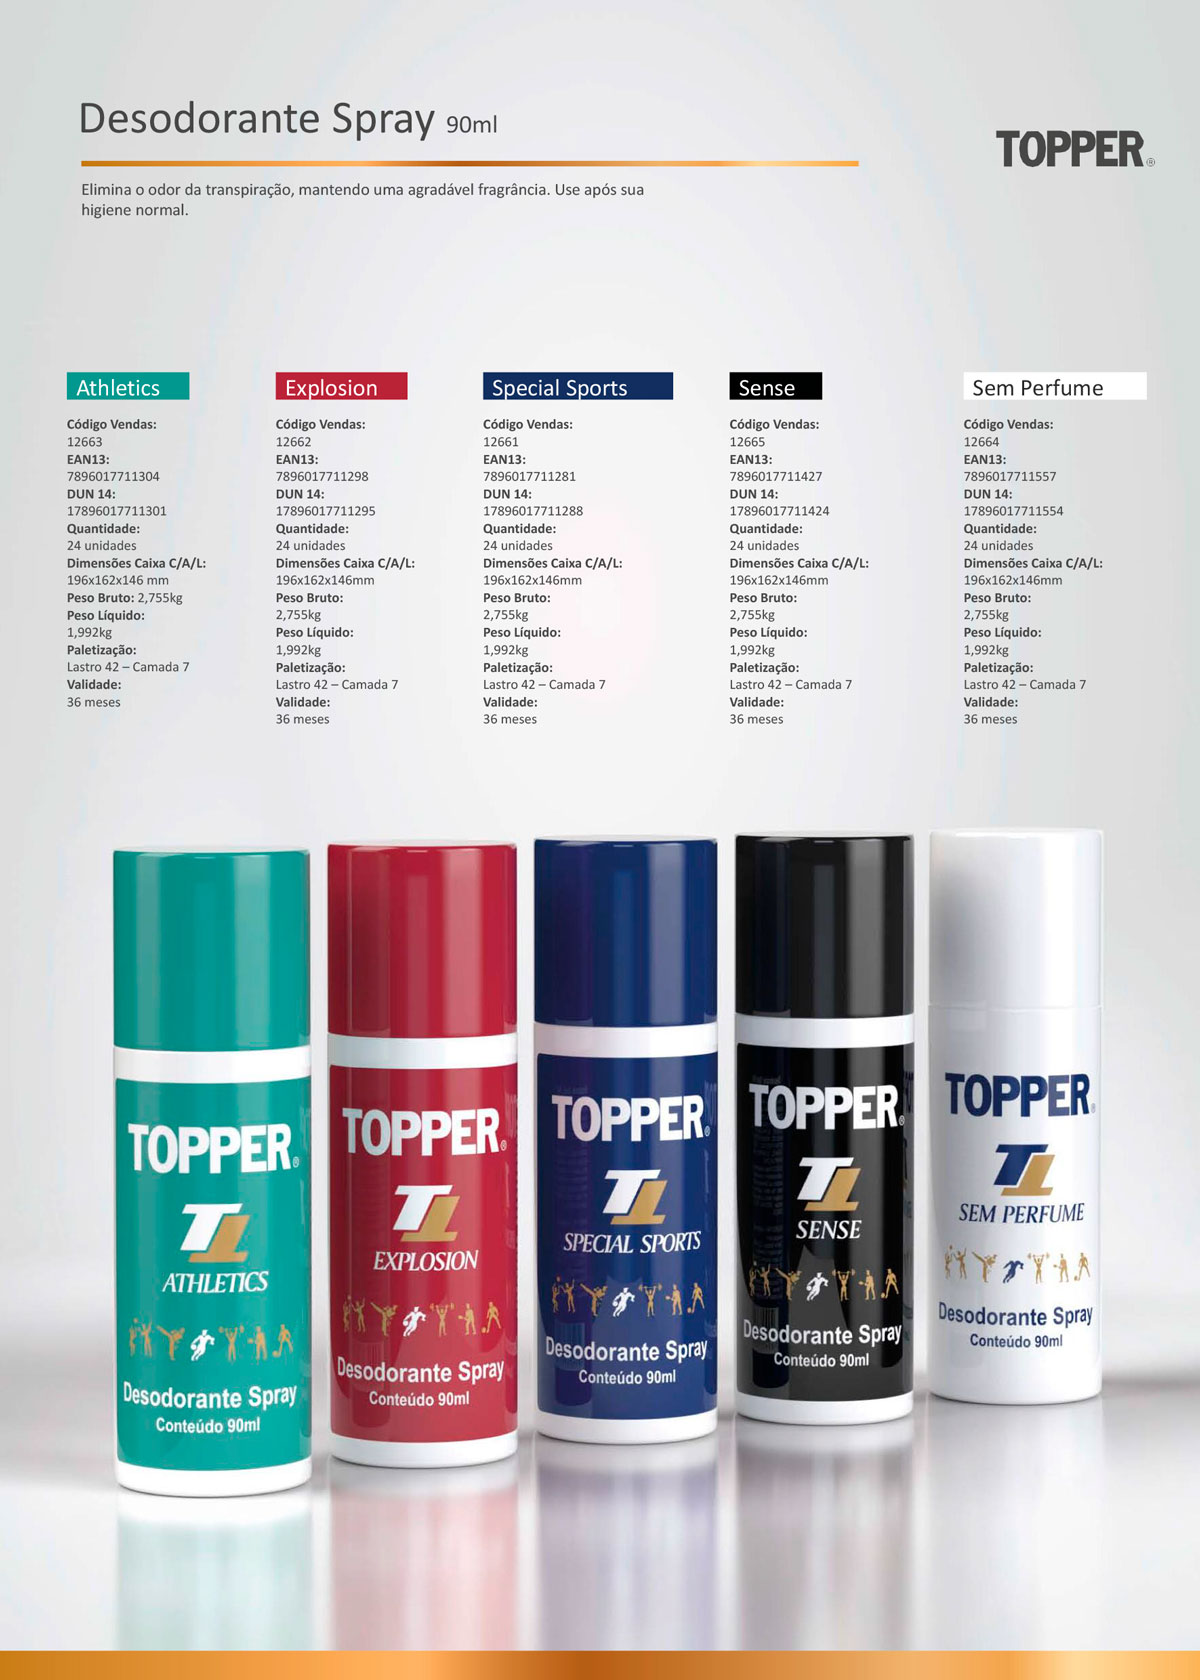 Desodorante Spray 90ml
TOPPER®
Elimina o odor da transpiração, mantendo uma agradável fragrância. Use após sua
higiene normal.
Athletics
Código Vendas:
12663
EAN13:
7896017711304
DUN 14:
17896017711301
Quantidade:
24 unidades
Dimensões Caixa C/A/L:
196x162x146 mm
Peso Bruto: 2,755kg
Peso Líquido:
1,992kg
Paletização:
Lastro 42 – Camada 7
Validade:
36 meses
Explosion
Código Vendas:
12662
EAN13:
7896017711298
DUN 14:
17896017711295
Quantidade:
24 unidades
Dimensões Caixa C/A/L:
196x162x146mm
Peso Bruto:
2,755kg
Peso Líquido:
1,992kg
Paletização:
Lastro 42 – Camada 7
Validade:
36 meses
Special Sports
Código Vendas:
12661
EAN13:
7896017711281
DUN 14:
17896017711288
Quantidade:
24 unidades
Dimensões Caixa C/A/L:
196x162x146mm
Peso Bruto:
2,755kg
Peso Líquido:
1,992kg
Paletização:
Lastro 42 – Camada 7
Validade:
36 meses
Sense
Código Vendas:
12665
EAN13:
7896017711427
DUN 14:
17896017711424
Quantidade:
24 unidades
Dimensões Caixa C/A/L:
196x162x146mm
Peso Bruto:
2,755kg
Peso Líquido:
1,992kg
Paletização:
Lastro 42 – Camada 7
Validade:
36 meses
Sem Perfume
Código Vendas:
12664
EAN13:
7896017711557
DUN 14:
17896017711554
Quantidade:
24 unidades
Dimensões Caixa C/A/L:
196x162x146mm
Peso Bruto:
2,755kg
Peso Líquido:
1,992kg
Paletização:
Lastro 42 – Camada 7
Validade:
36 meses
TOPPER®
ATHLETICS
Desodorante Spray
Conteúdo 90ml
TOPPER®
EXPLOSION
Desodorante Spray
Conteúdo 90ml
TOPPER®
SPECIAL SPORTS
Desodorante Spray
Conteúdo 90ml
TOPPER®
SENSE
Desodorante Spray
Conteúdo 90ml
TOPPER®
SEM PERFUME
Desodorante Spray
Conteúdo 90ml